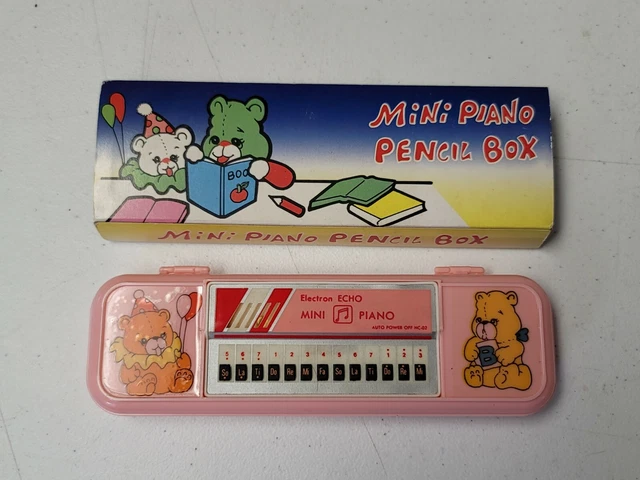 MiNi PIANO
PENCIL BOX
BOO
MiNi PIANO PENCIL BOX
Electron ECHO
MINI PIANO
AUTO POWER OFF NC.02
5 6 7 1 2 3 4 5 6 7 1 2 3
So La Ti Do Re Mi Fa So La Ti Do Re Mi
B